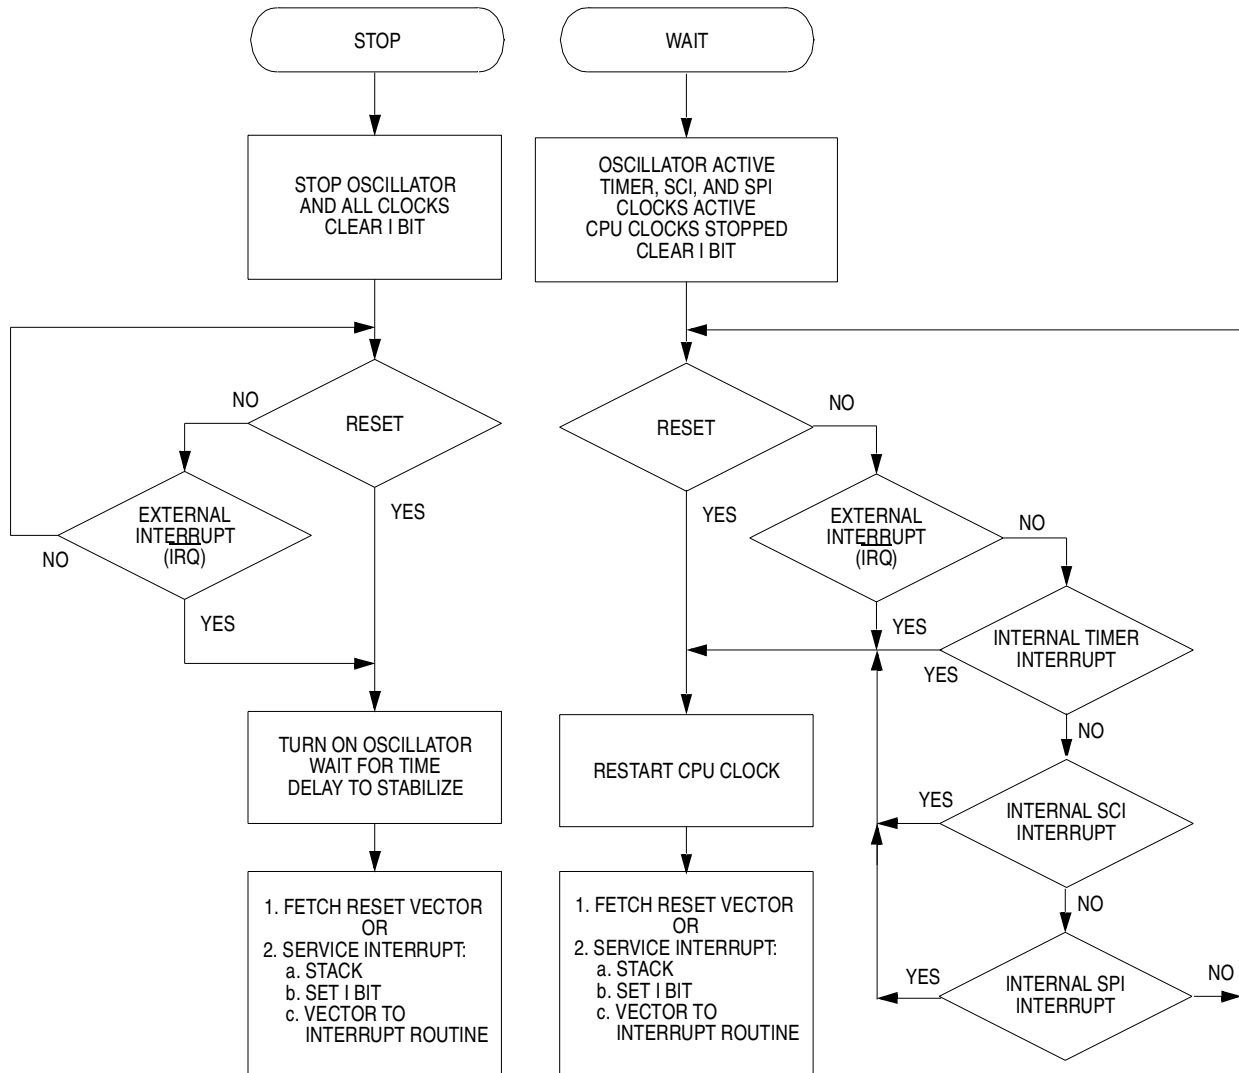 STOP
STOP OSCILLATOR
AND ALL CLOCKS
CLEAR I BIT
RESET
NO
YES
EXTERNAL
INTERRUPT
(IRQ)
NO
YES
TURN ON OSCILLATOR
WAIT FOR TIME
DELAY TO STABILIZE
1. FETCH RESET VECTOR
OR
2. SERVICE INTERRUPT:
a. STACK
b. SET I BIT
c. VECTOR TO
INTERRUPT ROUTINE
WAIT
OSCILLATOR ACTIVE
TIMER, SCI, AND SPI
CLOCKS ACTIVE
CPU CLOCKS STOPPED
CLEAR I BIT
RESET
NO
YES
EXTERNAL
INTERRUPT
(IRQ)
NO
YES
INTERNAL TIMER
INTERRUPT
YES
NO
INTERNAL SCI
INTERRUPT
YES
NO
INTERNAL SPI
INTERRUPT
YES
NO
RESTART CPU CLOCK
1. FETCH RESET VECTOR
OR
2. SERVICE INTERRUPT:
a. STACK
b. SET I BIT
c. VECTOR TO
INTERRUPT ROUTINE